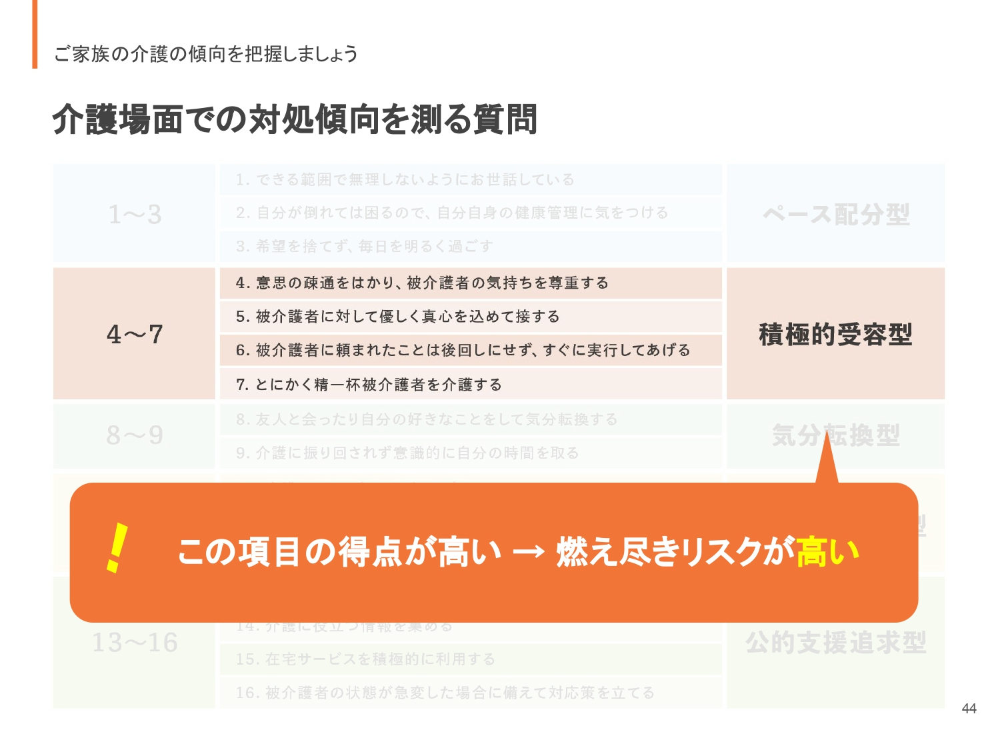 ご家族の介護の傾向を把握しましょう
介護場面での対処傾向を測る質問
1～3
1. できる範囲で無理しないようにお世話している
2. 自分が倒れては困るので、自分自身の健康管理に気をつける
3. 希望を捨てず、毎日を明るく過ごす
ペース配分型
4～7
4. 意思の疎通をはかり、被介護者の気持ちを尊重する
5. 被介護者に対して優しく真心を込めて接する
6. 被介護者に頼まれたことは後回しにせず、すぐに実行してあげる
7. とにかく精一杯被介護者を介護する
積極的受容型
8～9
8. 友人と会ったり自分の好きなことをして気分転換する
9. 介護に振り回されず意識的に自分の時間を取る
気分転換型
型
! この項目の得点が高い → 燃え尽きリスクが高い
13～16
14. 介護に役立つ情報を集める
15. 在宅サービスを積極的に利用する
16. 被介護者の状態が急変した場合に備えて対応策を立てる
公的支援追求型
44